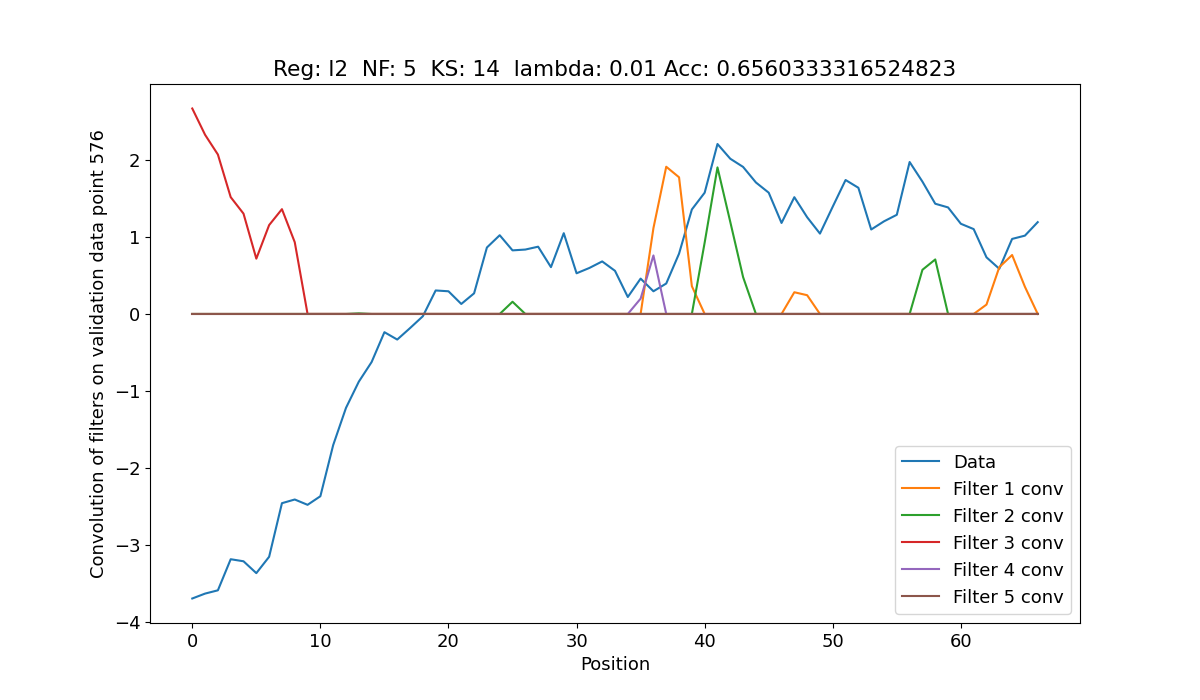 Reg: l2  NF: 5  KS: 14  lambda: 0.01 Acc: 0.6560333316524823
Convolution of filters on validation data point 576
2
1
0
−1
−2
−3
−4
0 10 20 30 40 50 60
Position
Data
Filter 1 conv
Filter 2 conv
Filter 3 conv
Filter 4 conv
Filter 5 conv